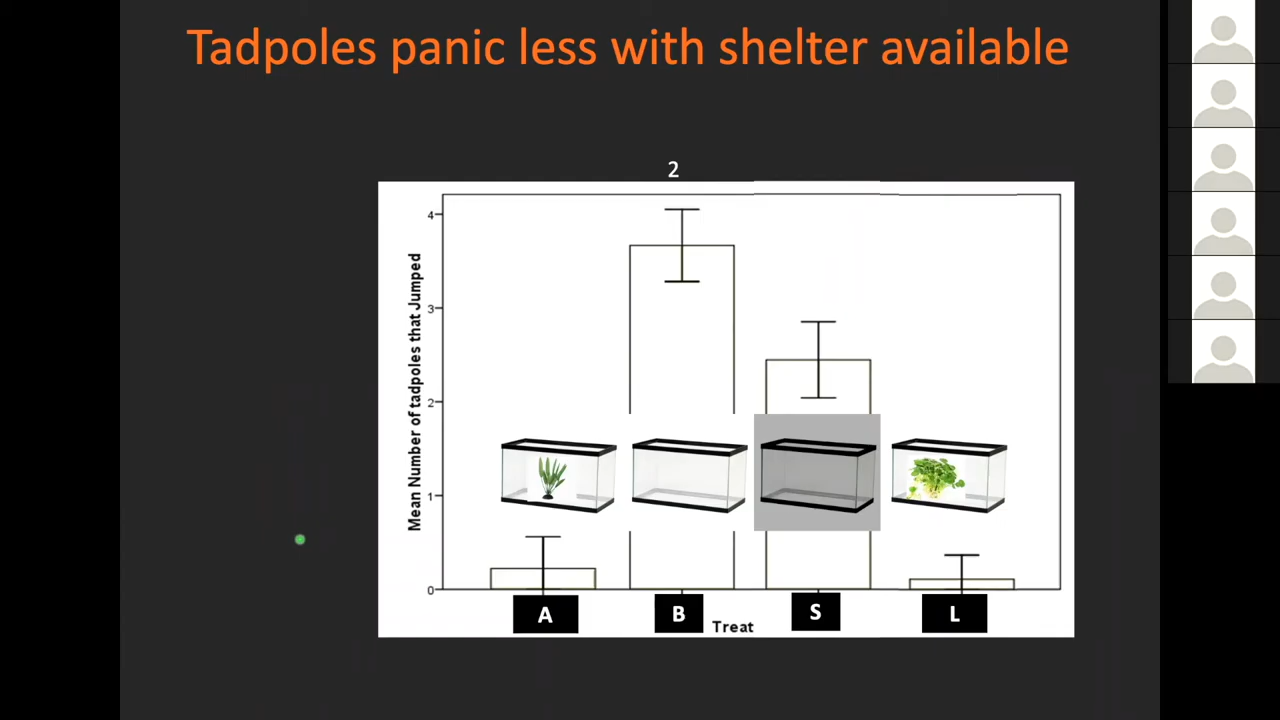 Tadpoles panic less with shelter available
2
Mean Number of tadpoles that Jumped
4
3
2
1
0
A
B
S
L
Treat